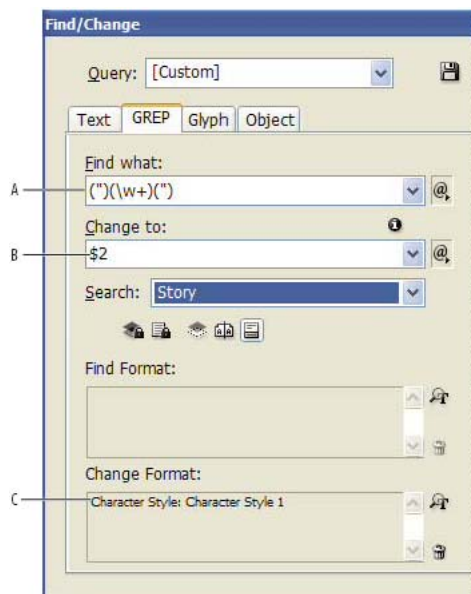 Find/Change
Query: [Custom]
Text GREP Glyph Object
Find what:
A
(")(\w+)(")
Change to:
B
$2
Search: Story
Find Format:
Change Format:
C
Character Style: Character Style 1